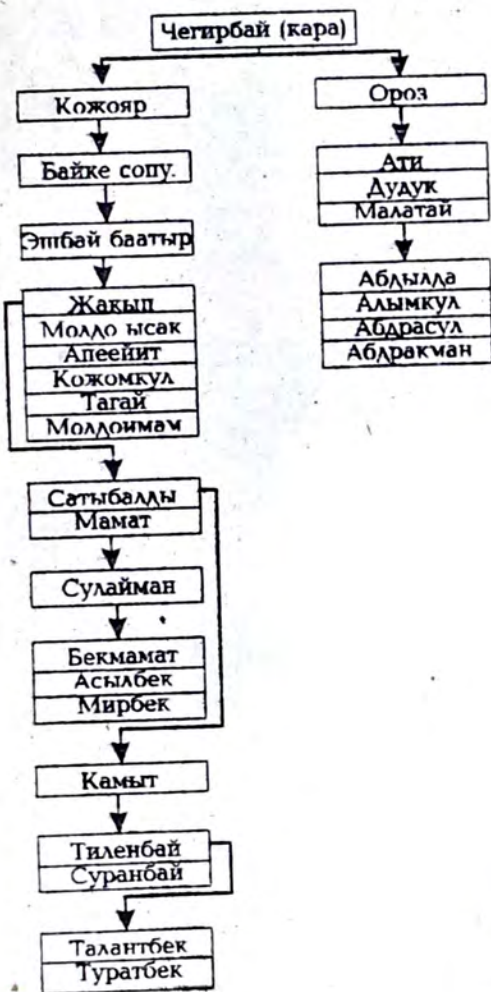 Чегирбай (кара)
Кожояр
Байке сопу.
Эшбай баатыр
Жакып
Молдо ысак
Апеейит
Кожомкул
Тагай
Молдоимам
Сатыбалды
Мамат
Сулайман
Бекмамат
Асылбек
Мирбек
Камыт
Тиленбай
Суранбай
Талантбек
Туратбек
Ороз
Ати
Дудук
Малатай
Абдылда
Алымкул
Абдрасул
Абдракман